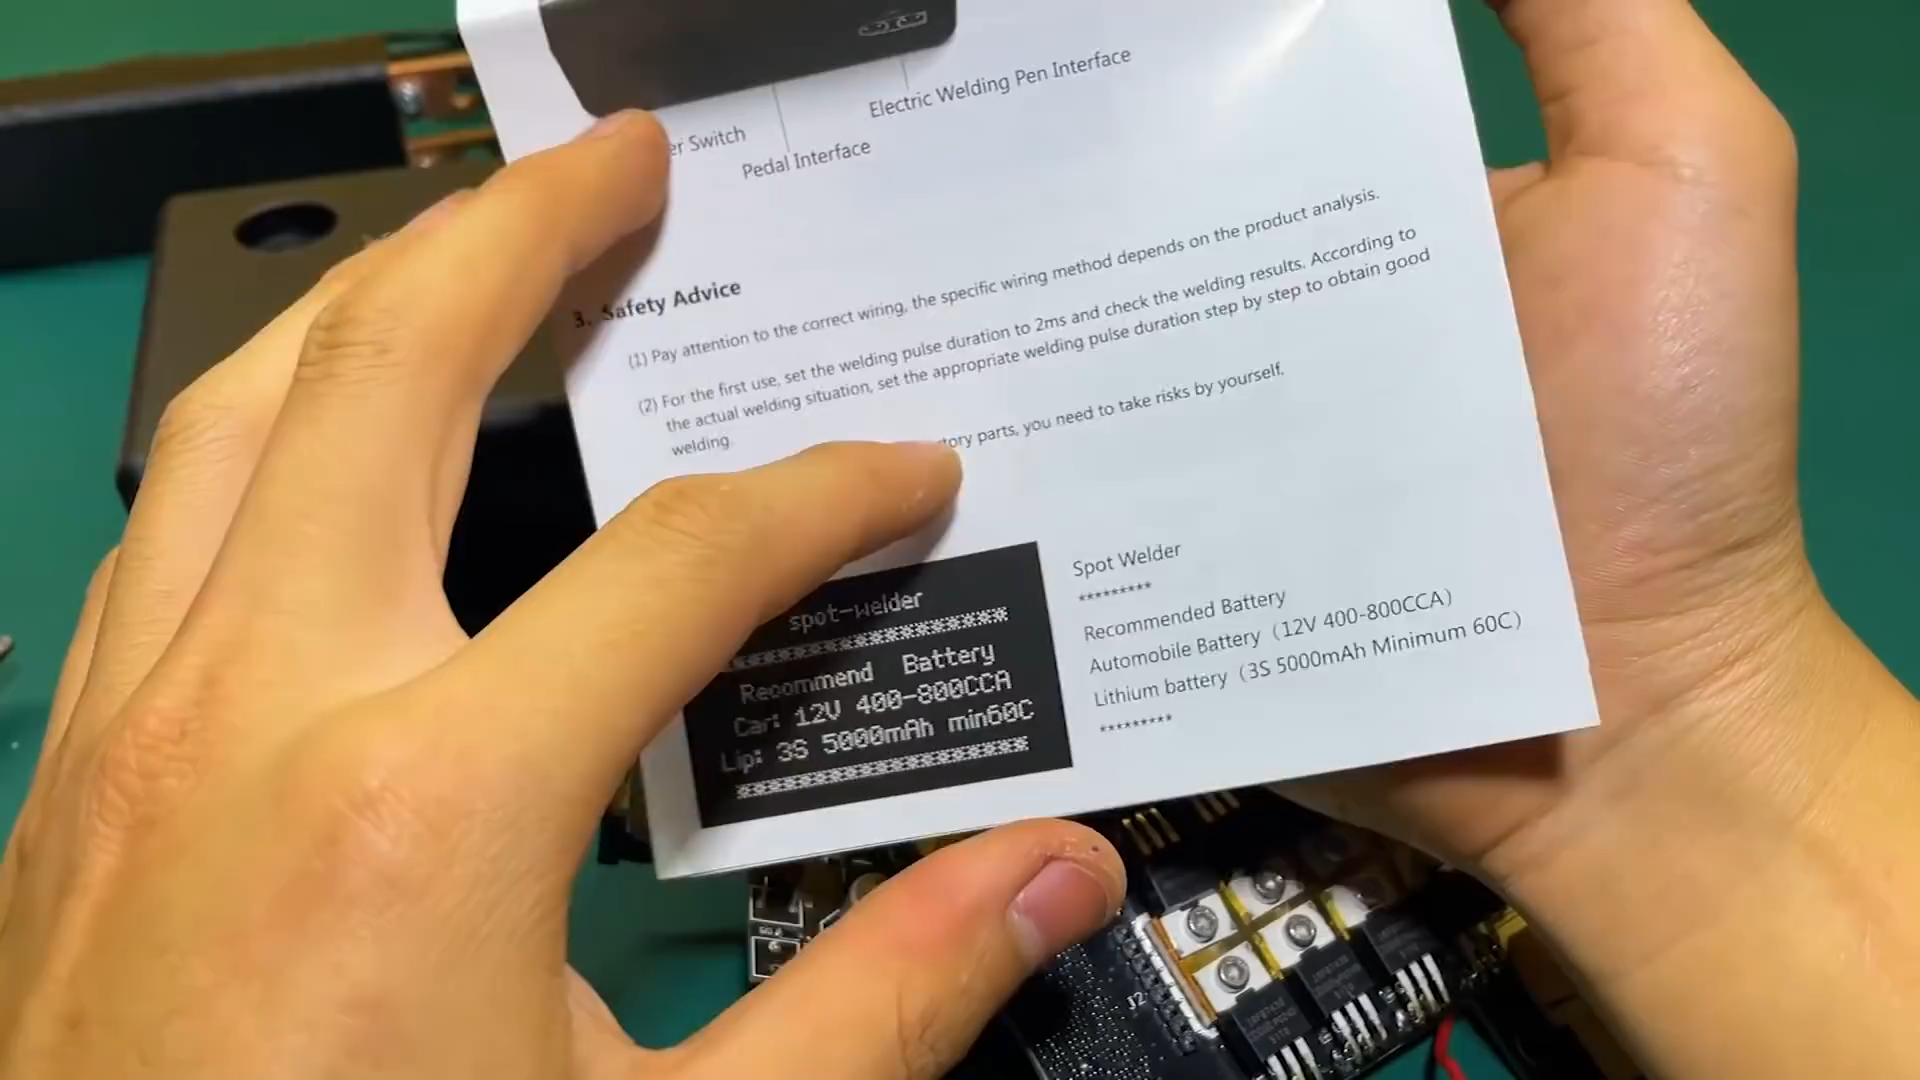 Electric Welding Pen Interface
er Switch
Pedal Interface
3. Safety Advice
(1) Pay attention to the correct wiring, the specific wiring method depends on the product analysis.
(2) For the first use, set the welding pulse duration to 2ms and check the welding results. According to
the actual welding situation, set the appropriate welding pulse duration step by step to obtain good
welding.
tory parts, you need to take risks by yourself.
spot-welder
Recommend Battery
Car: 12V 400-800CCA
Lip: 3S 5000mAh min60C
Spot Welder
*********
Recommended Battery
Automobile Battery (12V 400-800CCA)
Lithium battery (3S 5000mAh Minimum 60C)
*********
J2